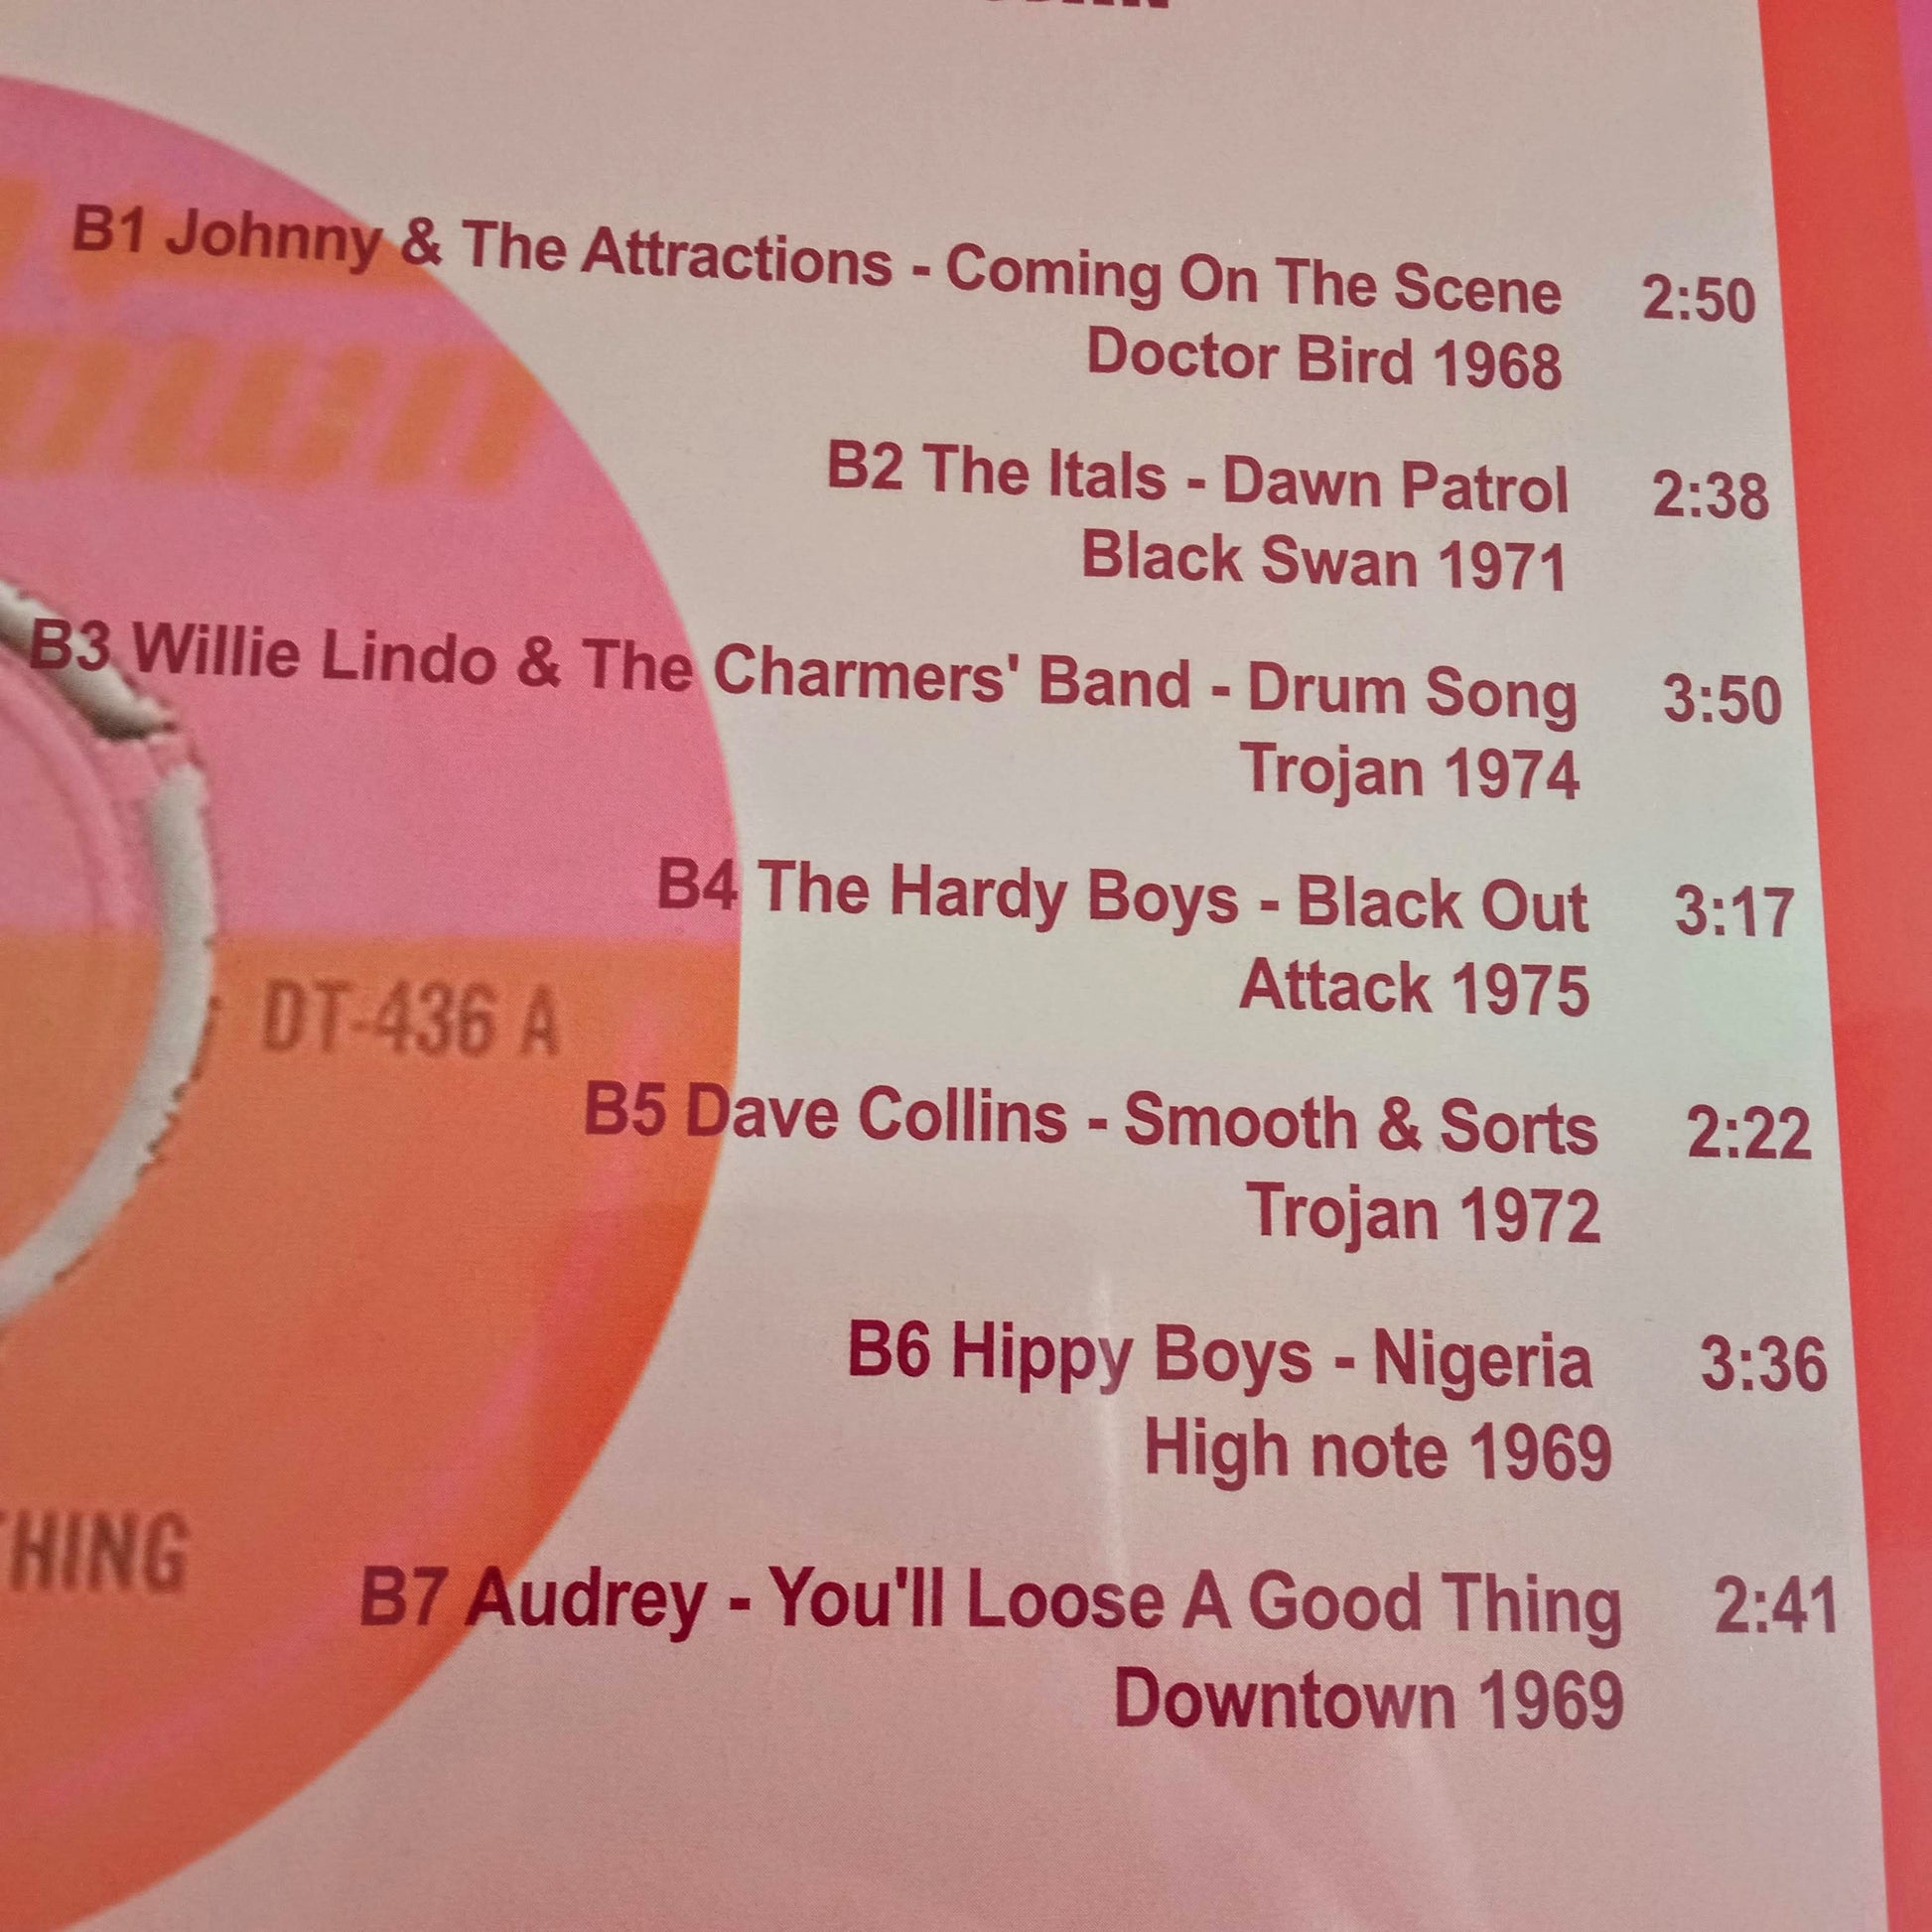 B1 Johnny & The Attractions - Coming On The Scene 2:50
Doctor Bird 1968
B2 The Itals - Dawn Patrol 2:38
Black Swan 1971
B3 Willie Lindo & The Charmers' Band - Drum Song 3:50
Trojan 1974
B4 The Hardy Boys - Black Out 3:17
Attack 1975
DT-436 A
B5 Dave Collins - Smooth & Sorts 2:22
Trojan 1972
B6 Hippy Boys - Nigeria 3:36
High note 1969
HING
B7 Audrey - You'll Loose A Good Thing 2:41
Downtown 1969